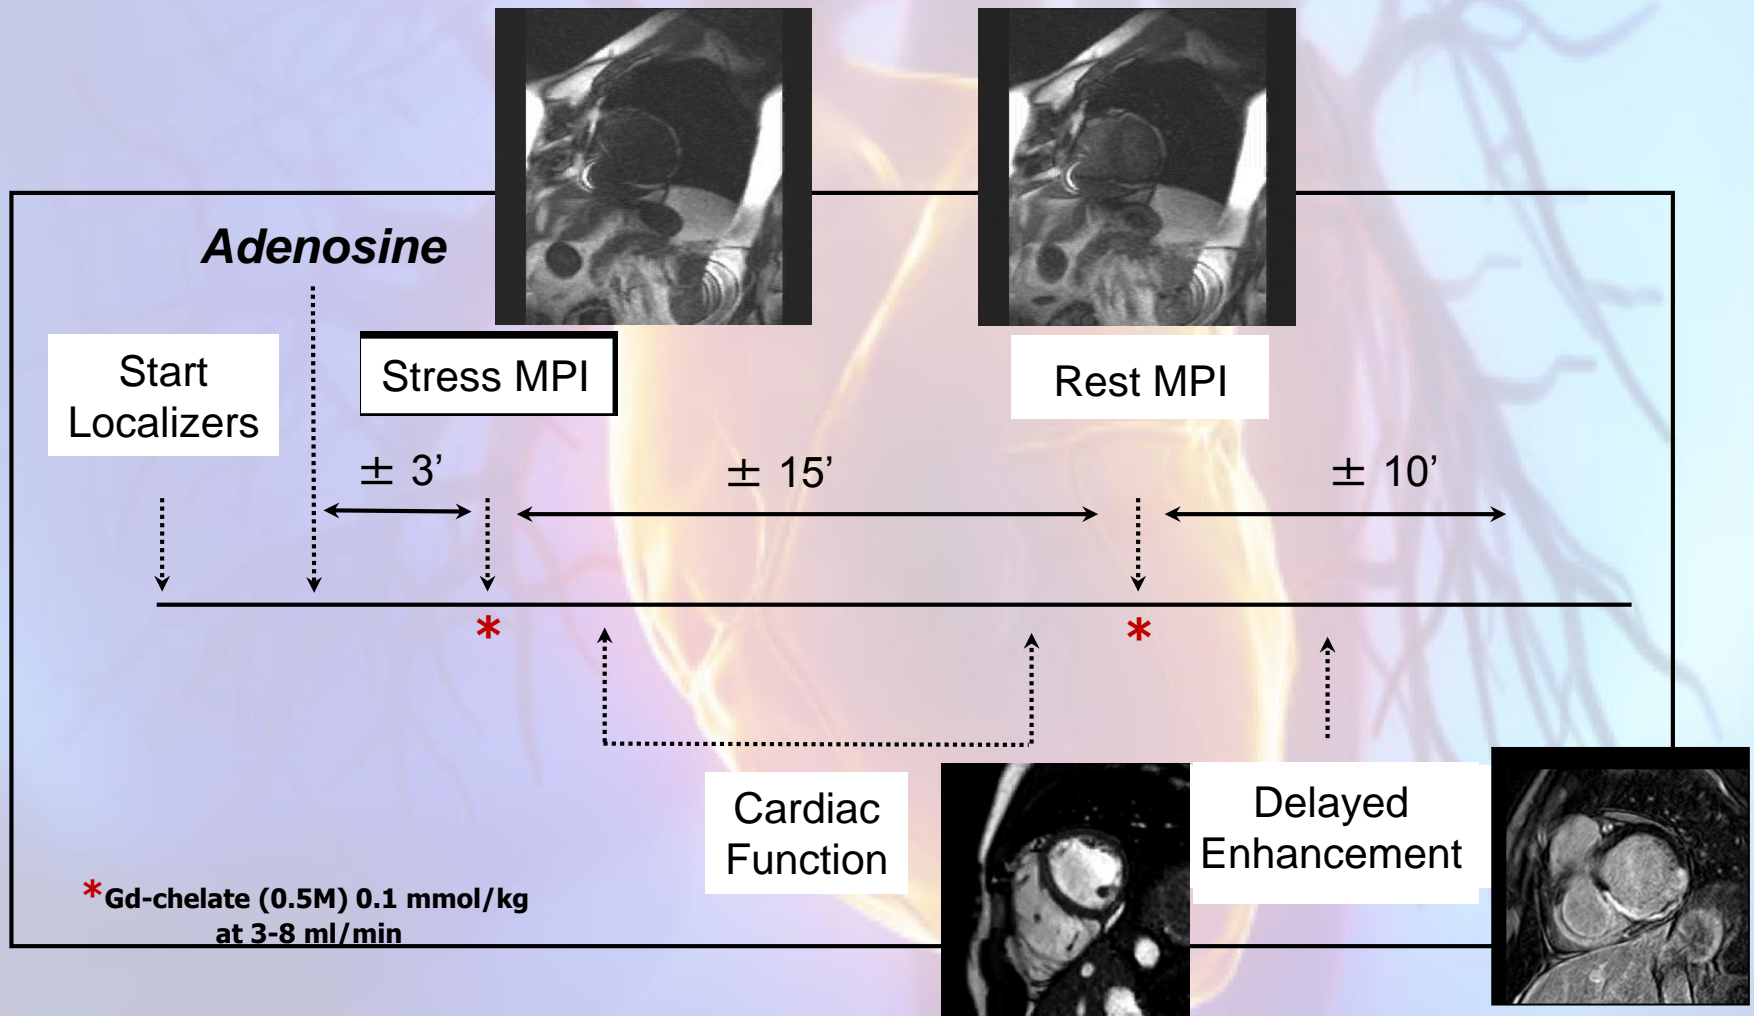 Adenosine
Start
Localizers
Stress MPI
Rest MPI
± 3’
± 15’
± 10’
*
*
Cardiac
Function
Delayed
Enhancement
*Gd-chelate (0.5M) 0.1 mmol/kg
at 3-8 ml/min